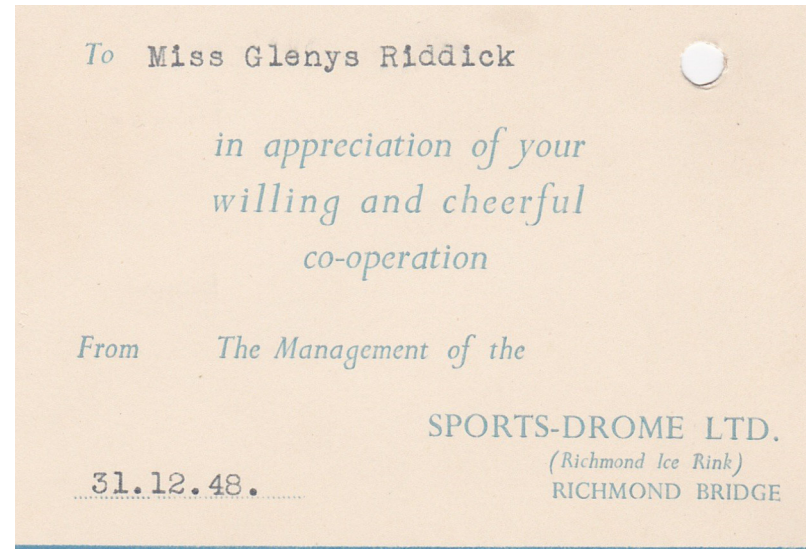 To Miss Glenys Riddick
in appreciation of your
willing and cheerful
co-operation
From The Management of the
SPORTS-DROME LTD.
(Richmond Ice Rink)
31.12.48. RICHMOND BRIDGE